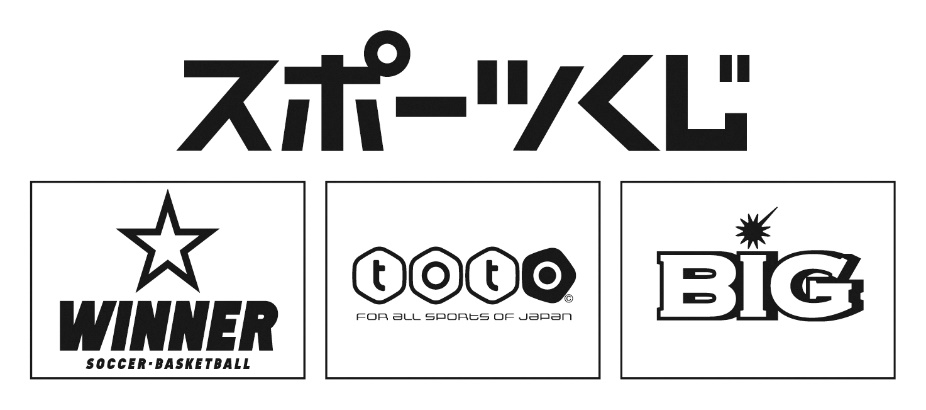 スポーツくじ
WINNER
SOCCER·BASKETBALL
toto
©
FOR ALL SPORTS OF JAPAN
BIG